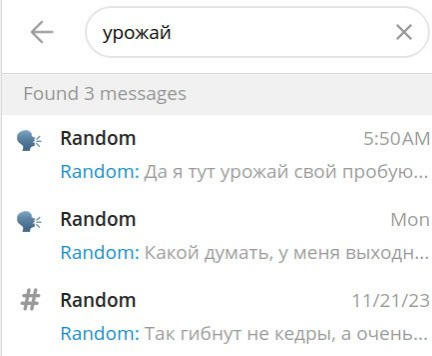 урожай
Found 3 messages
Random 5:50AM
Random: Да я тут урожай свой пробую...
Random Mon
Random: Какой думать, у меня выходн...
# Random 11/21/23
Random: Так гибнут не кедры, а очень...